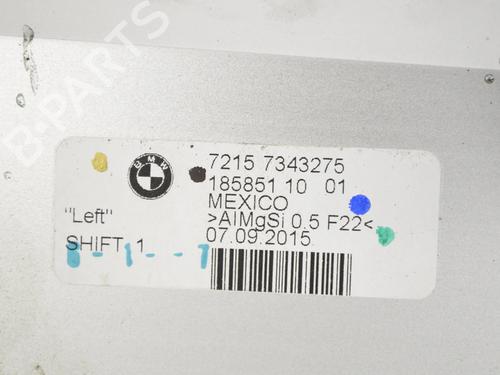 B-PARTS
BMW
7215 7343275
185851 10 01
MEXICO
>AlMgSi 0.5 F22<
07.09.2015
"Left"
SHIFT 1